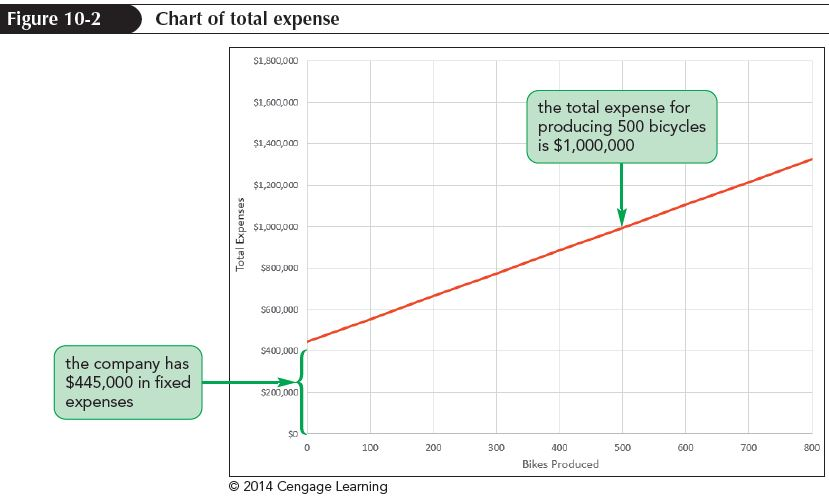 Figure 10-2 Chart of total expense
$1,800,000
$1,600,000
$1,400,000
$1,200,000
$1,000,000
$800,000
$600,000
$400,000
$200,000
$0
Total Expenses
the total expense for
producing 500 bicycles
is $1,000,000
the company has
$445,000 in fixed
expenses
0 100 200 300 400 500 600 700 800
Bikes Produced
© 2014 Cengage Learning